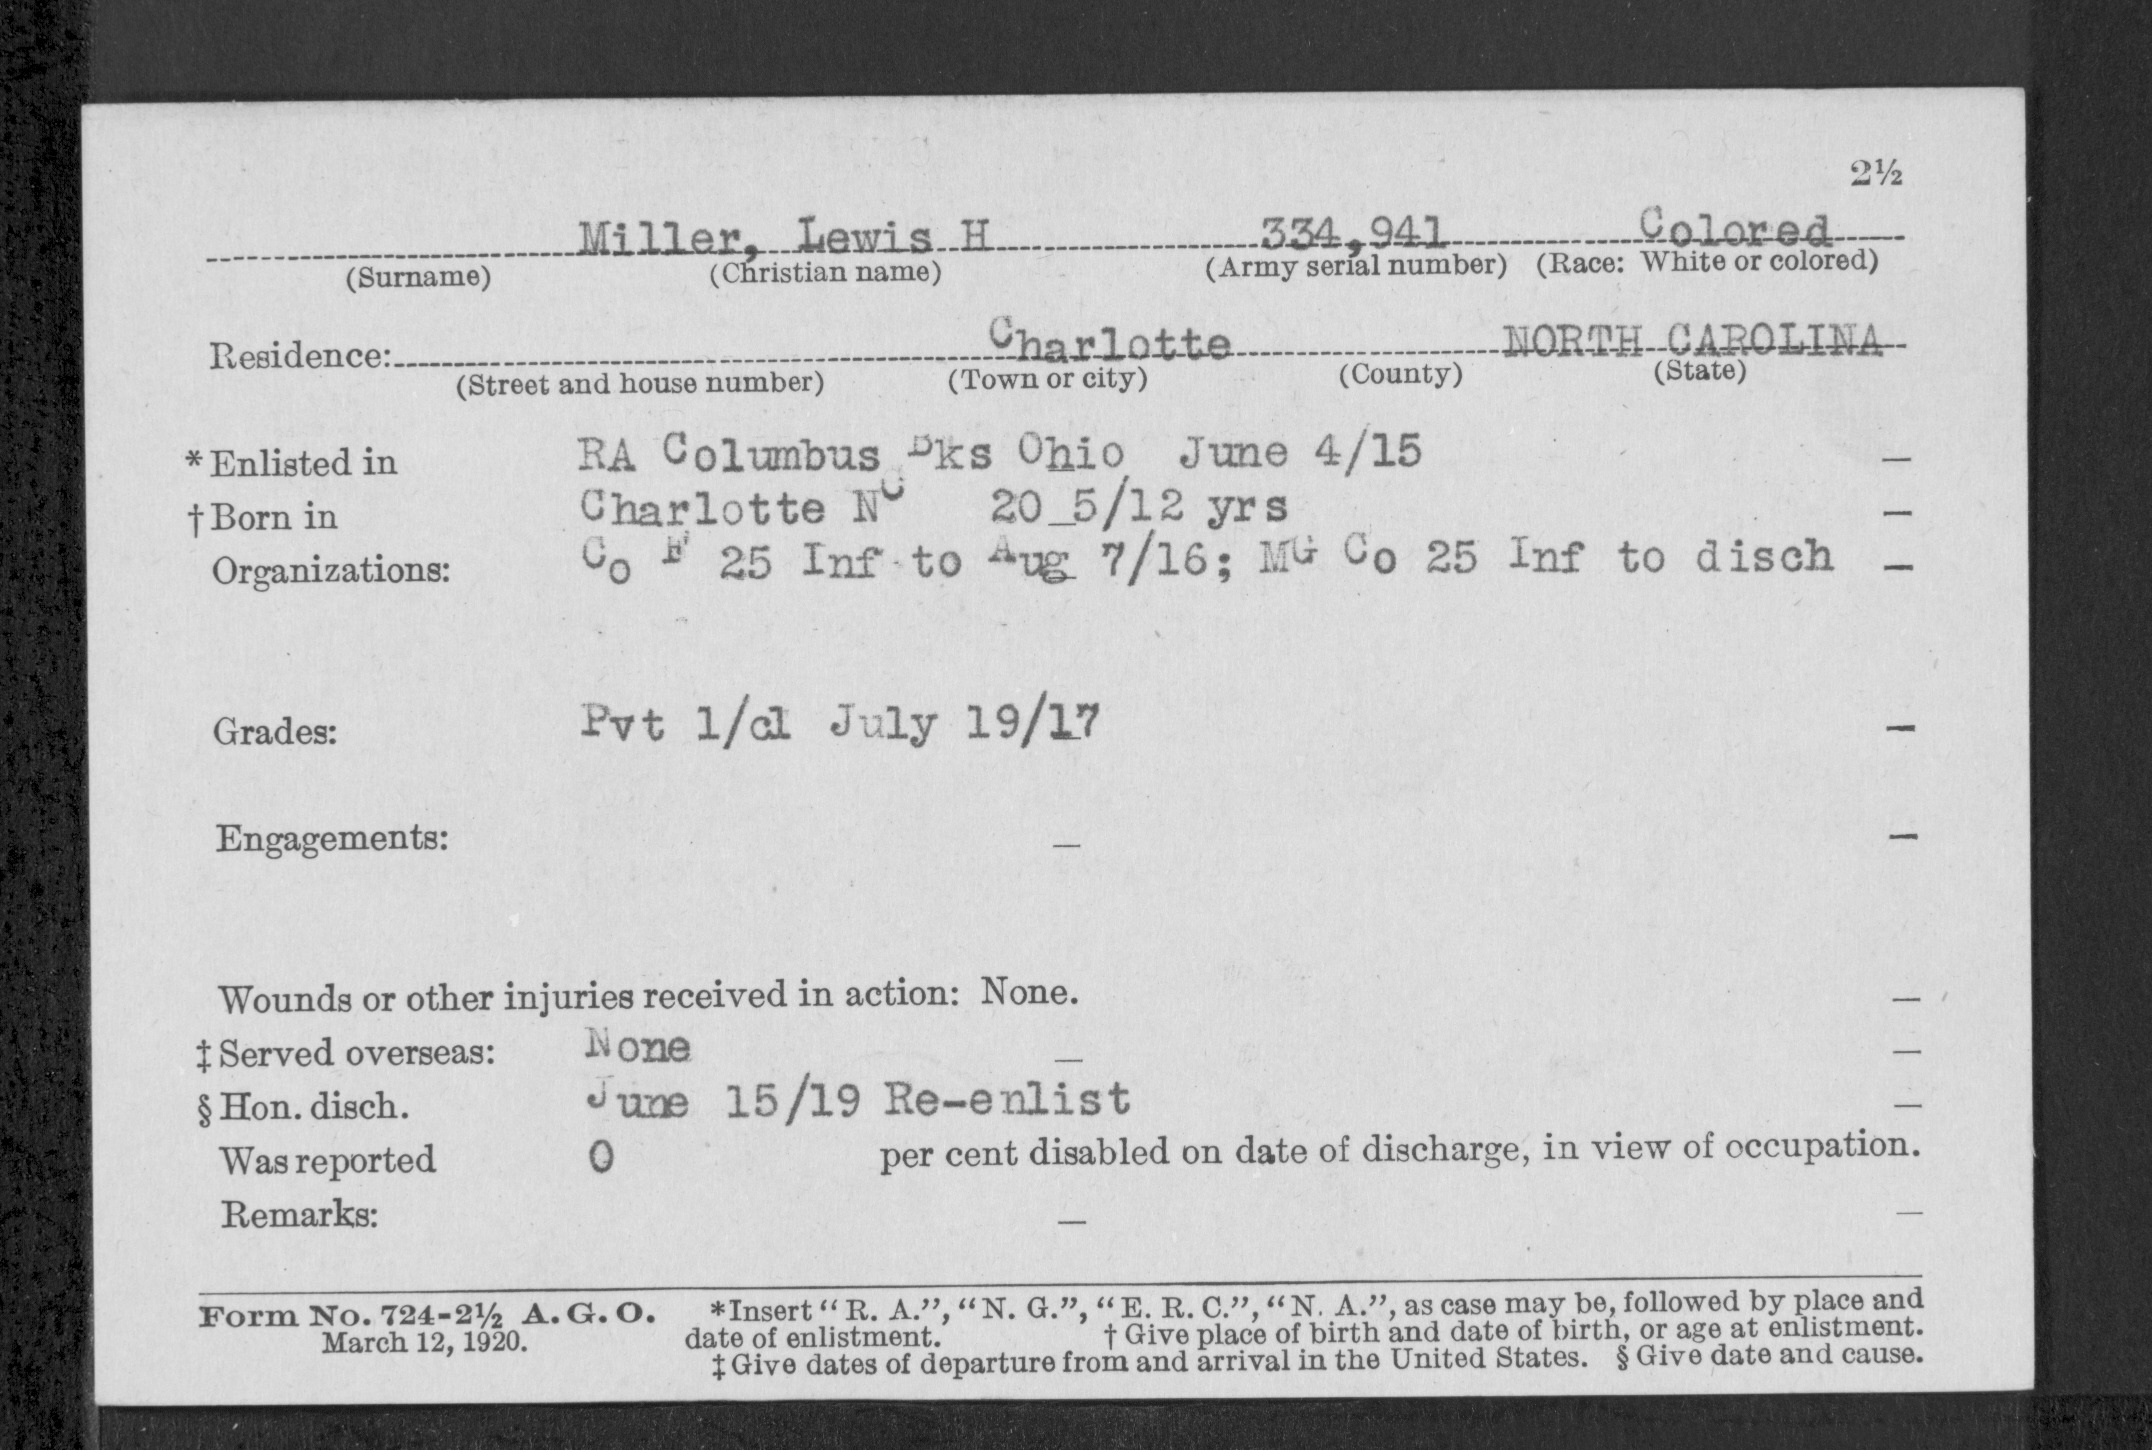 2½
Miller, Lewis H 334,941 Colored
(Surname) (Christian name) (Army serial number) (Race: White or colored)
Residence: Charlotte NORTH CAROLINA
(Street and house number) (Town or city) (County) (State)
* Enlisted in RA Columbus Bks Ohio June 4/15 —
† Born in Charlotte NC 20_5/12 yrs —
Organizations: Co F 25 Inf to Aug 7/16; MG Co 25 Inf to disch —
Grades: Pvt 1/cl July 19/17 —
Engagements: — —
Wounds or other injuries received in action: None. —
‡ Served overseas: None — —
§ Hon. disch. June 15/19 Re-enlist —
Was reported 0 per cent disabled on date of discharge, in view of occupation.
Remarks: — —
Form No. 724-2½ A. G. O. *Insert "R. A.", "N. G.", "E. R. C.", "N. A.", as case may be, followed by place and
March 12, 1920. date of enlistment. † Give place of birth and date of birth, or age at enlistment.
‡ Give dates of departure from and arrival in the United States. § Give date and cause.